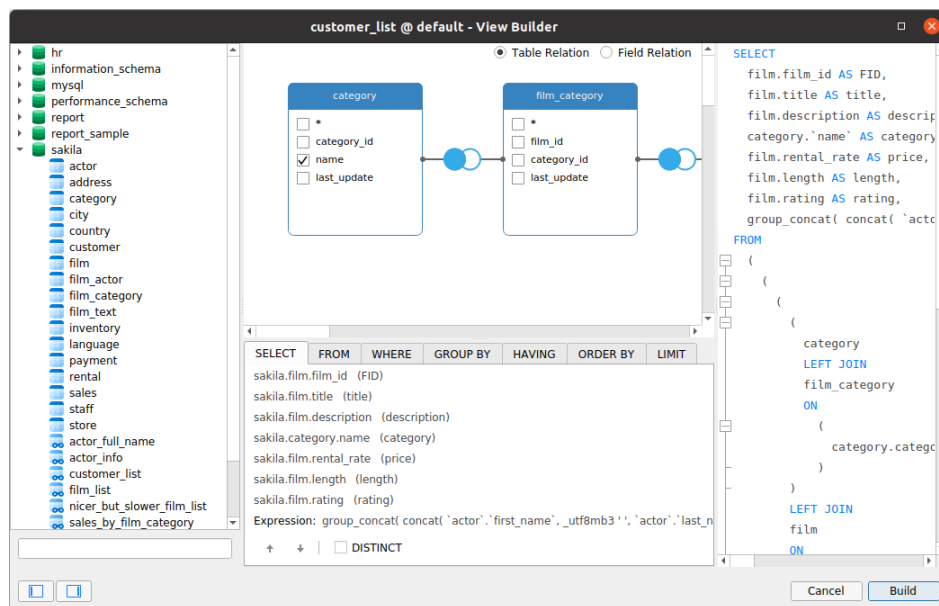 customer_list @ default - View Builder
hr
information_schema
mysql
performance_schema
report
report_sample
sakila
actor
address
category
city
country
customer
film
film_actor
film_category
film_text
inventory
language
payment
rental
sales
staff
store
actor_full_name
actor_info
customer_list
film_list
nicer_but_slower_film_list
sales_by_film_category
Table Relation Field Relation
category
*
category_id
name
last_update
film_category
*
film_id
category_id
last_update
SELECT FROM WHERE GROUP BY HAVING ORDER BY LIMIT
sakila.film.film_id (FID)
sakila.film.title (title)
sakila.film.description (description)
sakila.category.name (category)
sakila.film.rental_rate (price)
sakila.film.length (length)
sakila.film.rating (rating)
Expression: group_concat( concat( `actor`.`first_name`, _utf8mb3 ' ', `actor`.`last_n
DISTINCT
SELECT
film.film_id AS FID,
film.title AS title,
film.description AS descrip
category.`name` AS category
film.rental_rate AS price,
film.length AS length,
film.rating AS rating,
group_concat( concat( `acto
FROM
(
(
(
(
category
LEFT JOIN
film_category
ON
(
category.catego
)
)
LEFT JOIN
film
ON
Cancel Build